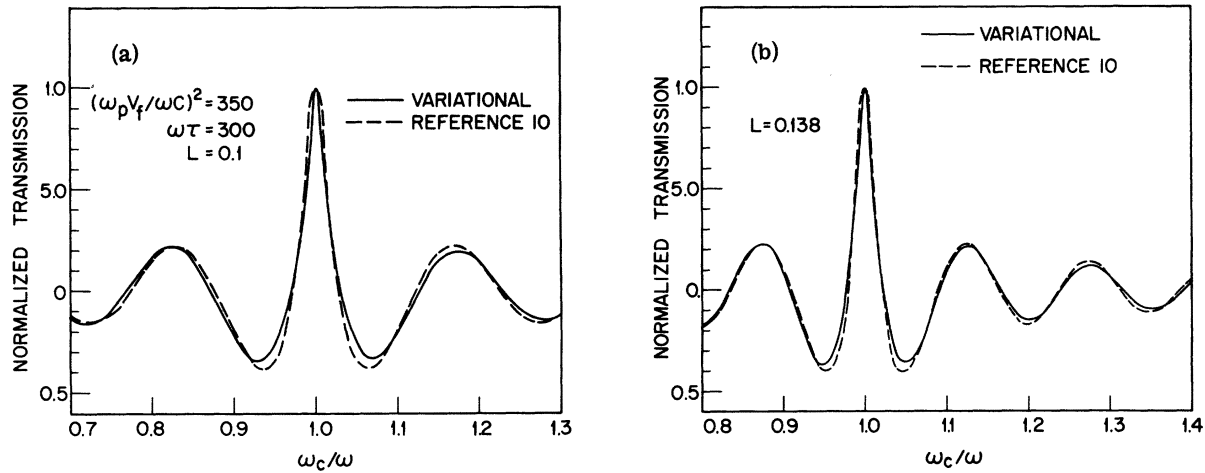 (a)
(ωpVf/ωC)² = 350
ωτ = 300
L = 0.1
VARIATIONAL
REFERENCE 10
NORMALIZED TRANSMISSION
1.0
5.0
0
0.5
0.7 0.8 0.9 1.0 1.1 1.2 1.3
ωc/ω
(b)
VARIATIONAL
REFERENCE 10
L = 0.138
NORMALIZED TRANSMISSION
1.0
5.0
0.
0.5
0.8 0.9 1.0 1.1 1.2 1.3 1.4
ωc/ω